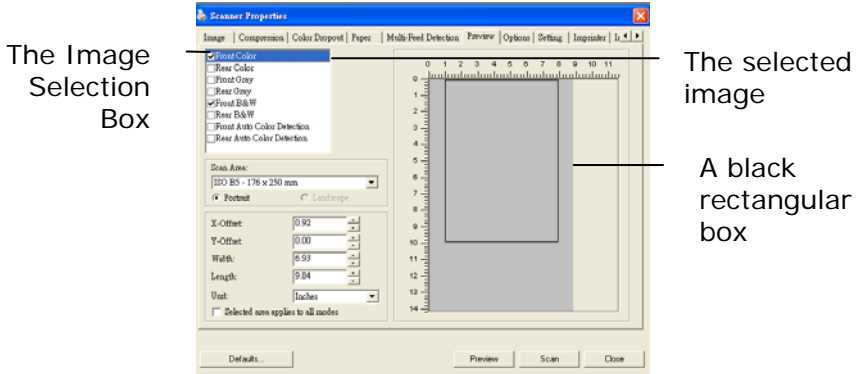 Scanner Properties
Image Compression Color Dropout Paper Multi-Feed Detection Preview Options Setting Imprinter
The Image
Selection
Box
Front Color
Rear Color
Front Gray
Rear Gray
Front B&W
Rear B&W
Front Auto Color Detection
Rear Auto Color Detection
Scan Area:
ISO B5 - 176 x 250 mm
Portrait Landscape
X-Offset: 0.92
Y-Offset: 0.00
Width: 6.93
Length: 9.84
Unit: Inches
Selected area applies to all modes
0 1 2 3 4 5 6 7 8 9 10 11
0
1
2
3
4
5
6
7
8
9
10
11
12
13
14
The selected
image
A black
rectangular
box
Defaults... Preview Scan Close